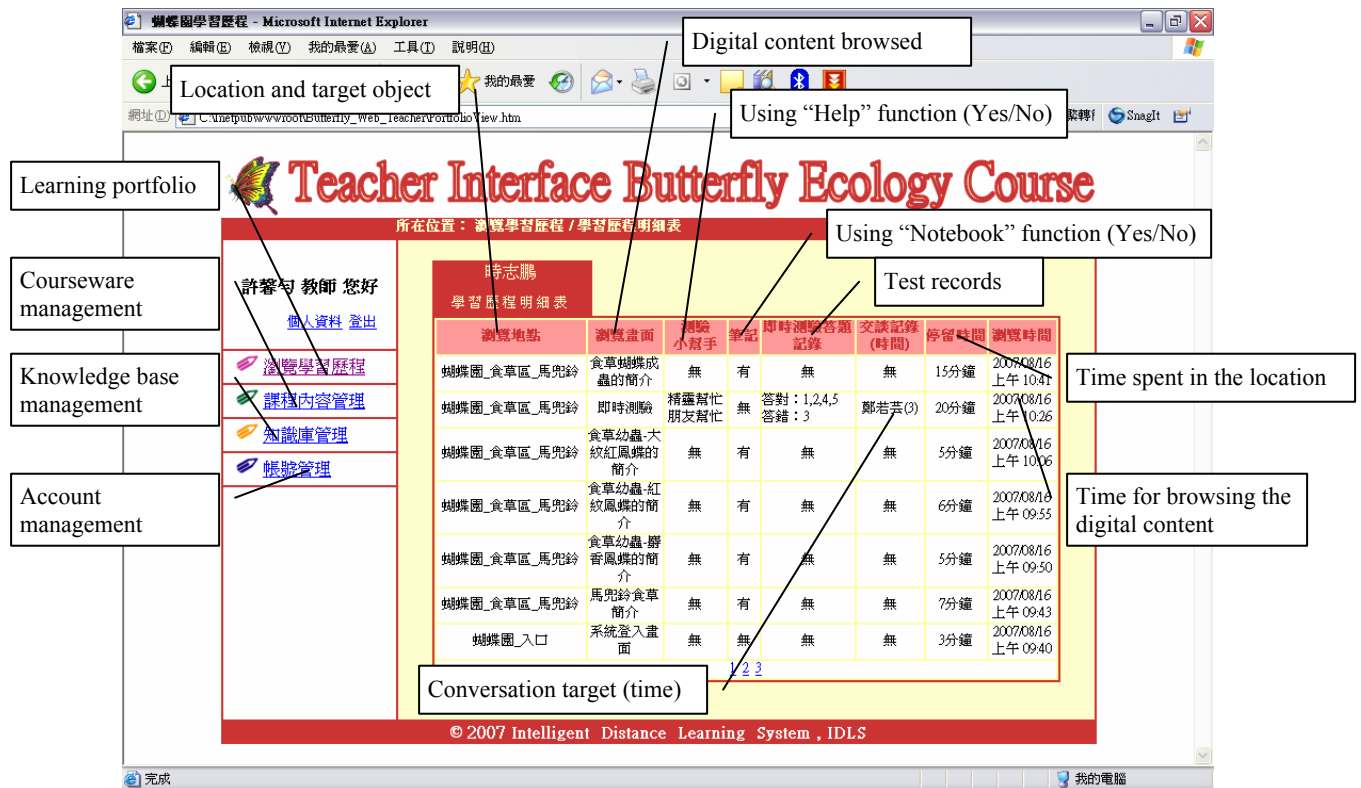 蝴蝶園學習歷程 - Microsoft Internet Explorer
檔案(F) 編輯(E) 檢視(V) 我的最愛(A) 工具(T) 說明(H)
Digital content browsed
Location and target object
我的最愛
網址(D)
C:\Inetpub\wwwroot\Butterfly_Web_Teacher\PortfolioView.htm
Using “Help” function (Yes/No)
SnagIt
Learning portfolio
Teacher Interface Butterfly Ecology Course
所在位置： 瀏覽學習歷程 / 學習歷程明細表
Using “Notebook” function (Yes/No)
Courseware
management
許馨勻 教師 您好
個人資料 登出
時志鵬
學習歷程明細表
Test records
瀏覽地點 瀏覽畫面 測驗小幫手 筆記 即時測驗答題記錄 交談記錄(時間) 停留時間 瀏覽時間
Knowledge base
management
瀏覽學習歷程
課程內容管理
知識庫管理
帳號管理
Account
management
蝴蝶園_食草區_馬兜鈴 食草蝴蝶成蟲的簡介 無 有 無 無 15分鐘 2007/08/16 上午 10:41
蝴蝶園_食草區_馬兜鈴 即時測驗 精靈幫忙 朋友幫忙 無 答對：1,2,4,5 答錯：3 鄭若芸(3) 20分鐘 2007/08/16 上午 10:26
蝴蝶園_食草區_馬兜鈴 食草幼蟲-大紋紅鳳蝶的簡介 無 有 無 無 5分鐘 2007/08/16 上午 10:06
蝴蝶園_食草區_馬兜鈴 食草幼蟲-紅紋鳳蝶的簡介 無 有 無 無 6分鐘 2007/08/16 上午 09:55
蝴蝶園_食草區_馬兜鈴 食草幼蟲-麝香鳳蝶的簡介 無 有 無 無 5分鐘 2007/08/16 上午 09:50
蝴蝶園_食草區_馬兜鈴 馬兜鈴食草簡介 無 有 無 無 7分鐘 2007/08/16 上午 09:43
蝴蝶園_入口 系統登入畫面 無 無 無 無 3分鐘 2007/08/16 上午 09:40
1 2 3
Time spent in the location
Time for browsing the
digital content
Conversation target (time)
© 2007 Intelligent Distance Learning System , IDLS
完成
我的電腦